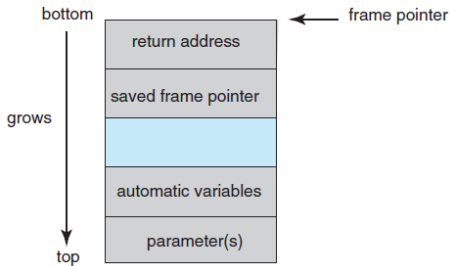 bottom
frame pointer
return address
saved frame pointer
grows
automatic variables
parameter(s)
top